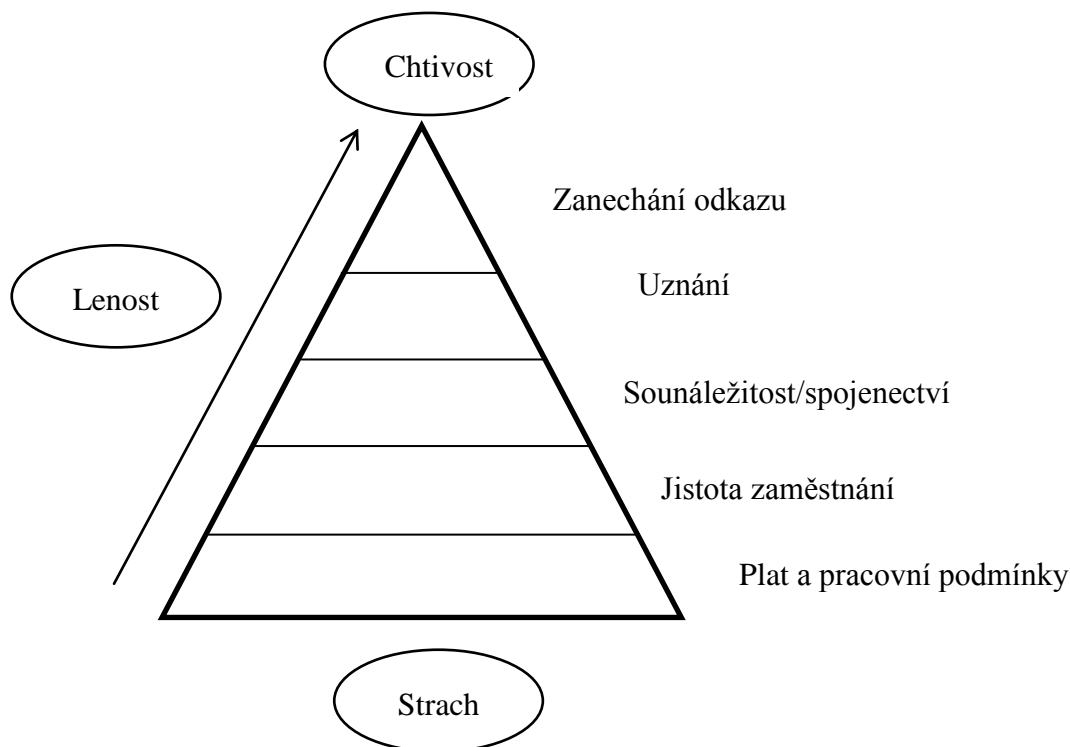 Chtivost
Zanechání odkazu
Uznání
Lenost
Sounáležitost/spojenectví
Jistota zaměstnání
Plat a pracovní podmínky
Strach